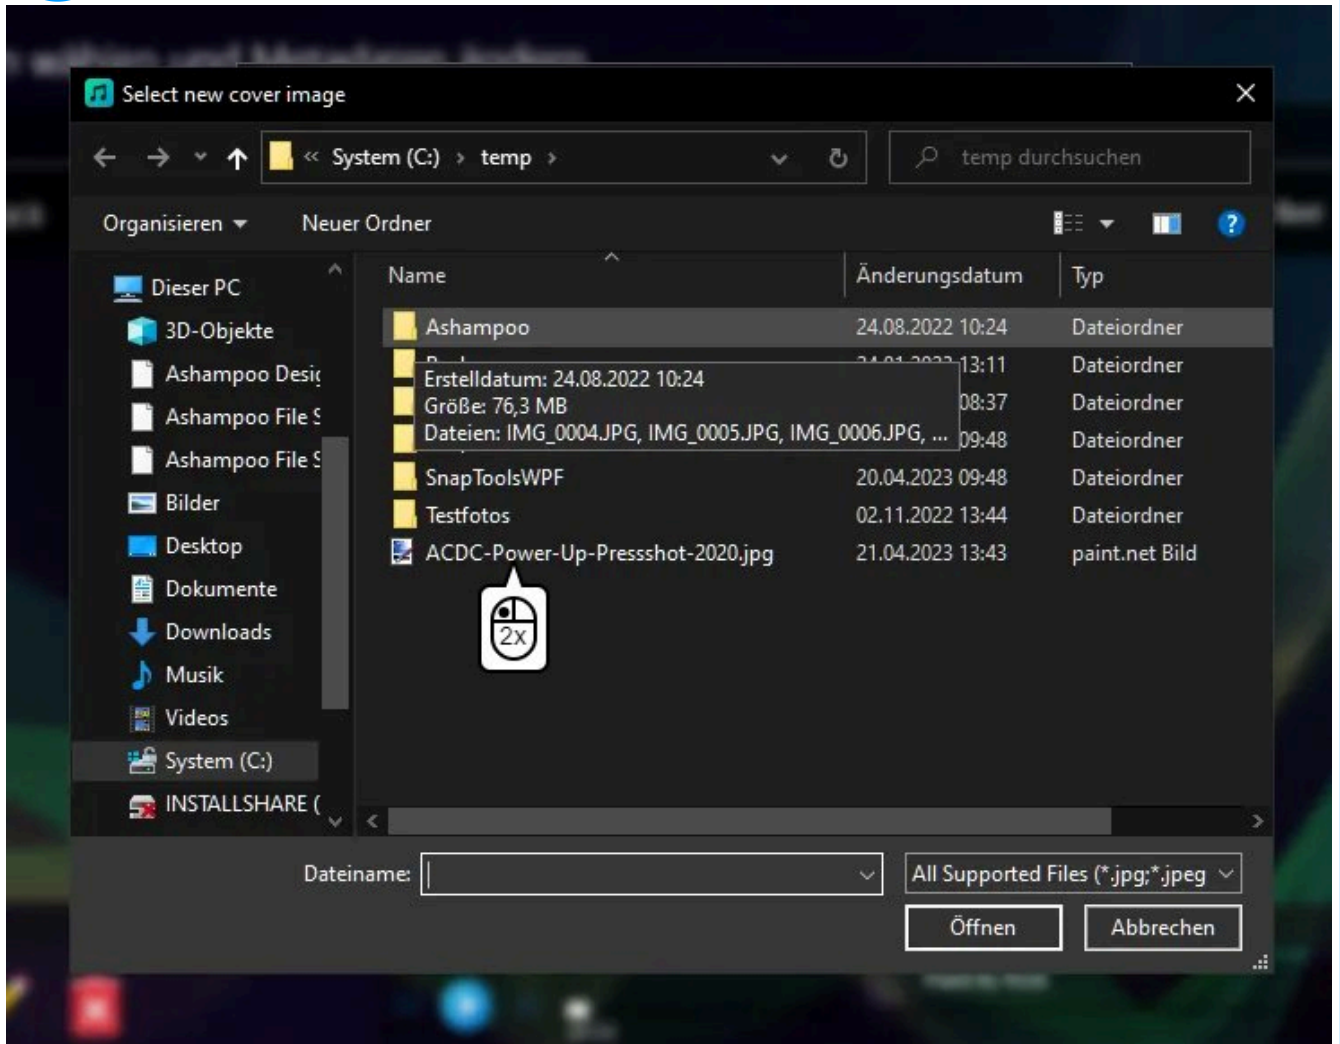 Select new cover image
« System (C:) › temp ›
temp durchsuchen
Organisieren
Neuer Ordner
Dieser PC
3D-Objekte
Ashampoo Desig
Ashampoo File S
Ashampoo File S
Bilder
Desktop
Dokumente
Downloads
Musik
Videos
System (C:)
INSTALLSHARE (
Name Änderungsdatum Typ
Ashampoo 24.08.2022 10:24 Dateiordner
13:11 Dateiordner
08:37 Dateiordner
09:48 Dateiordner
Erstelldatum: 24.08.2022 10:24
Größe: 76,3 MB
Dateien: IMG_0004.JPG, IMG_0005.JPG, IMG_0006.JPG, ...
SnapToolsWPF 20.04.2023 09:48 Dateiordner
Testfotos 02.11.2022 13:44 Dateiordner
ACDC-Power-Up-Pressshot-2020.jpg 21.04.2023 13:43 paint.net Bild
2x
Dateiname:
All Supported Files (*.jpg;*.jpeg
Öffnen
Abbrechen